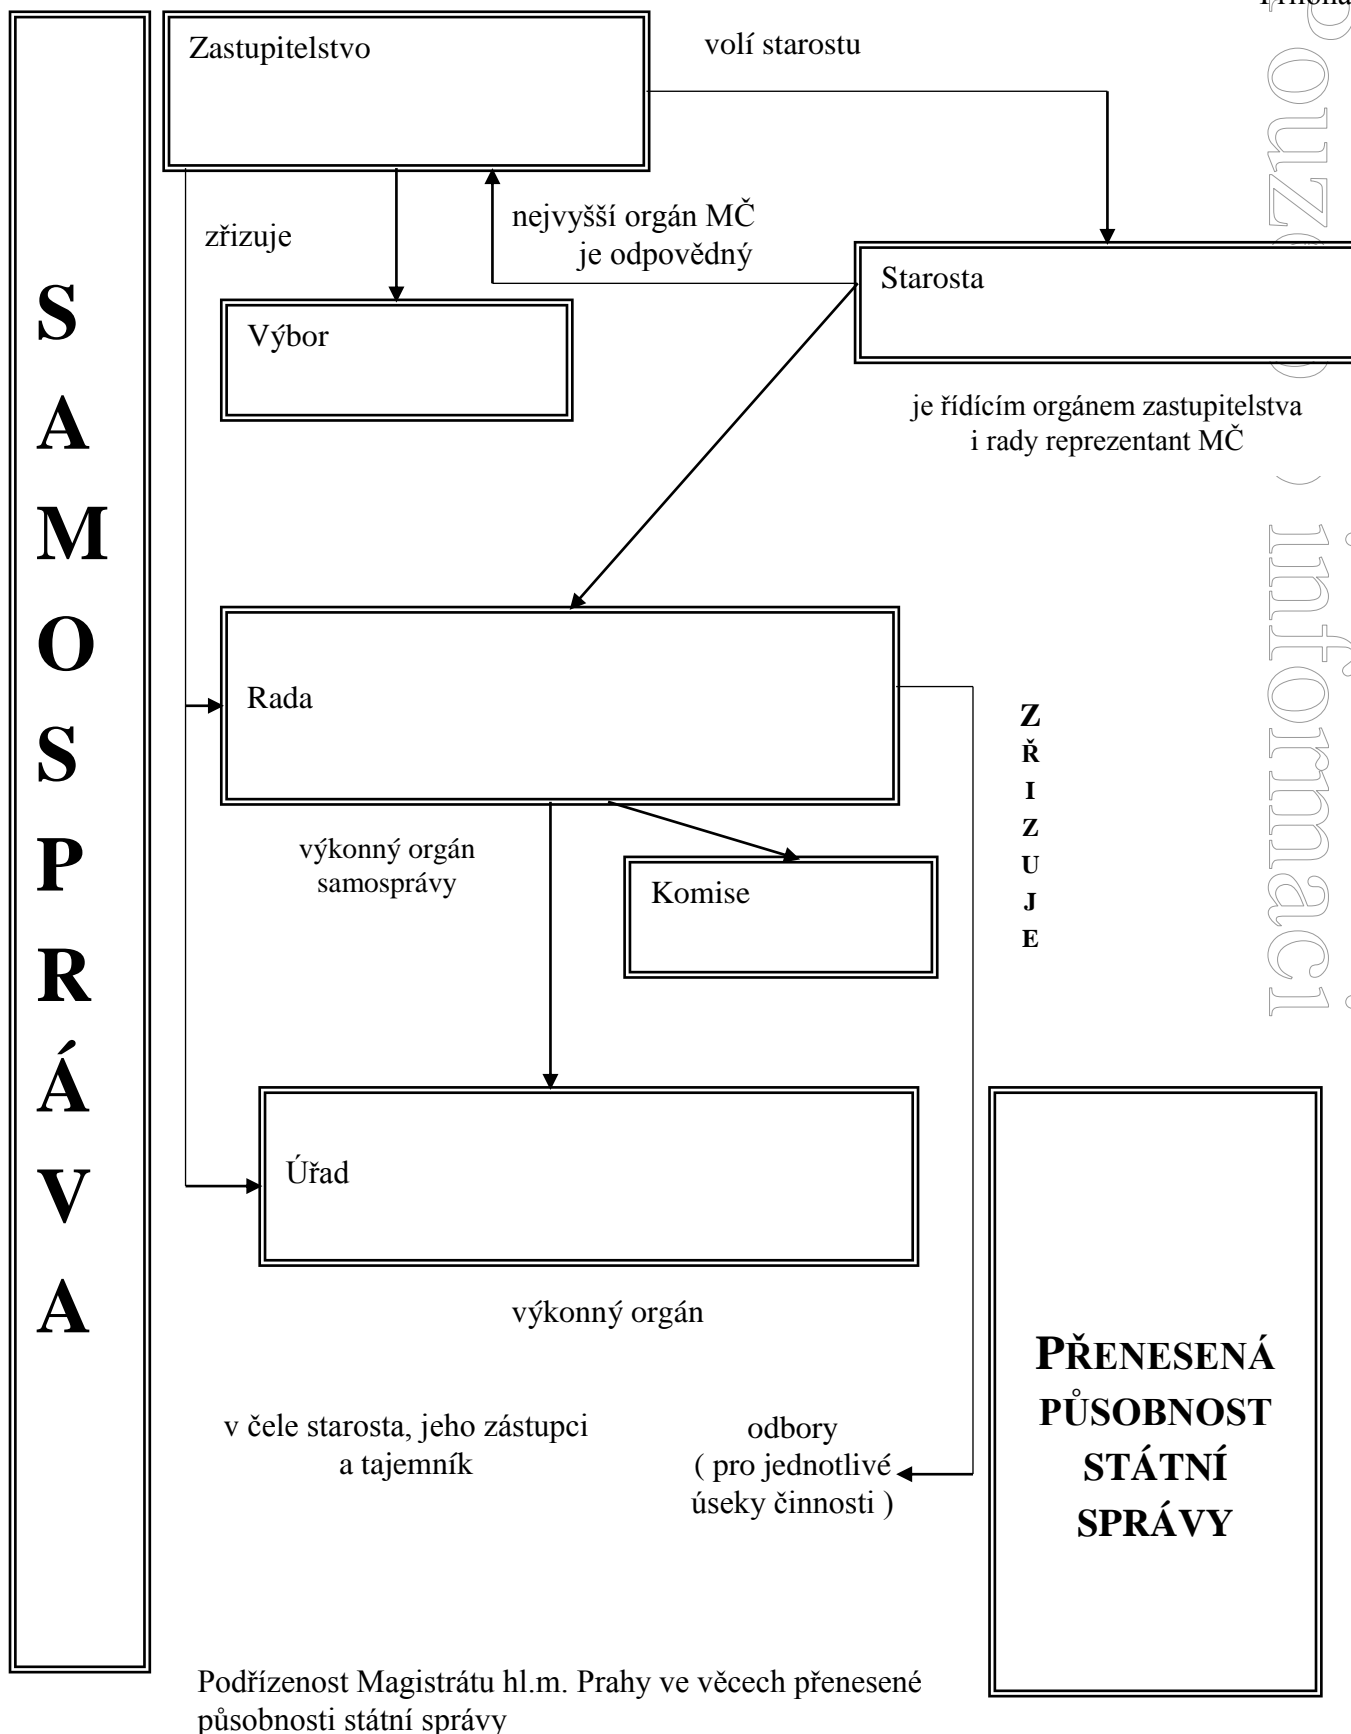 Zastupitelstvo
volí starostu
zřizuje
nejvyšší orgán MČ
je odpovědný
Starosta
Výbor
je řídícím orgánem zastupitelstva
i rady reprezentant MČ
S
A
M
O
S
P
R
Á
V
A
Rada
Z
Ř
I
Z
U
J
E
výkonný orgán
samosprávy
Komise
Úřad
výkonný orgán
v čele starosta, jeho zástupci
a tajemník
odbory
( pro jednotlivé
úseky činnosti )
PŘENESENÁ
PŮSOBNOST
STÁTNÍ
SPRÁVY
Podřízenost Magistrátu hl.m. Prahy ve věcech přenesené
působnosti státní správy
informaci